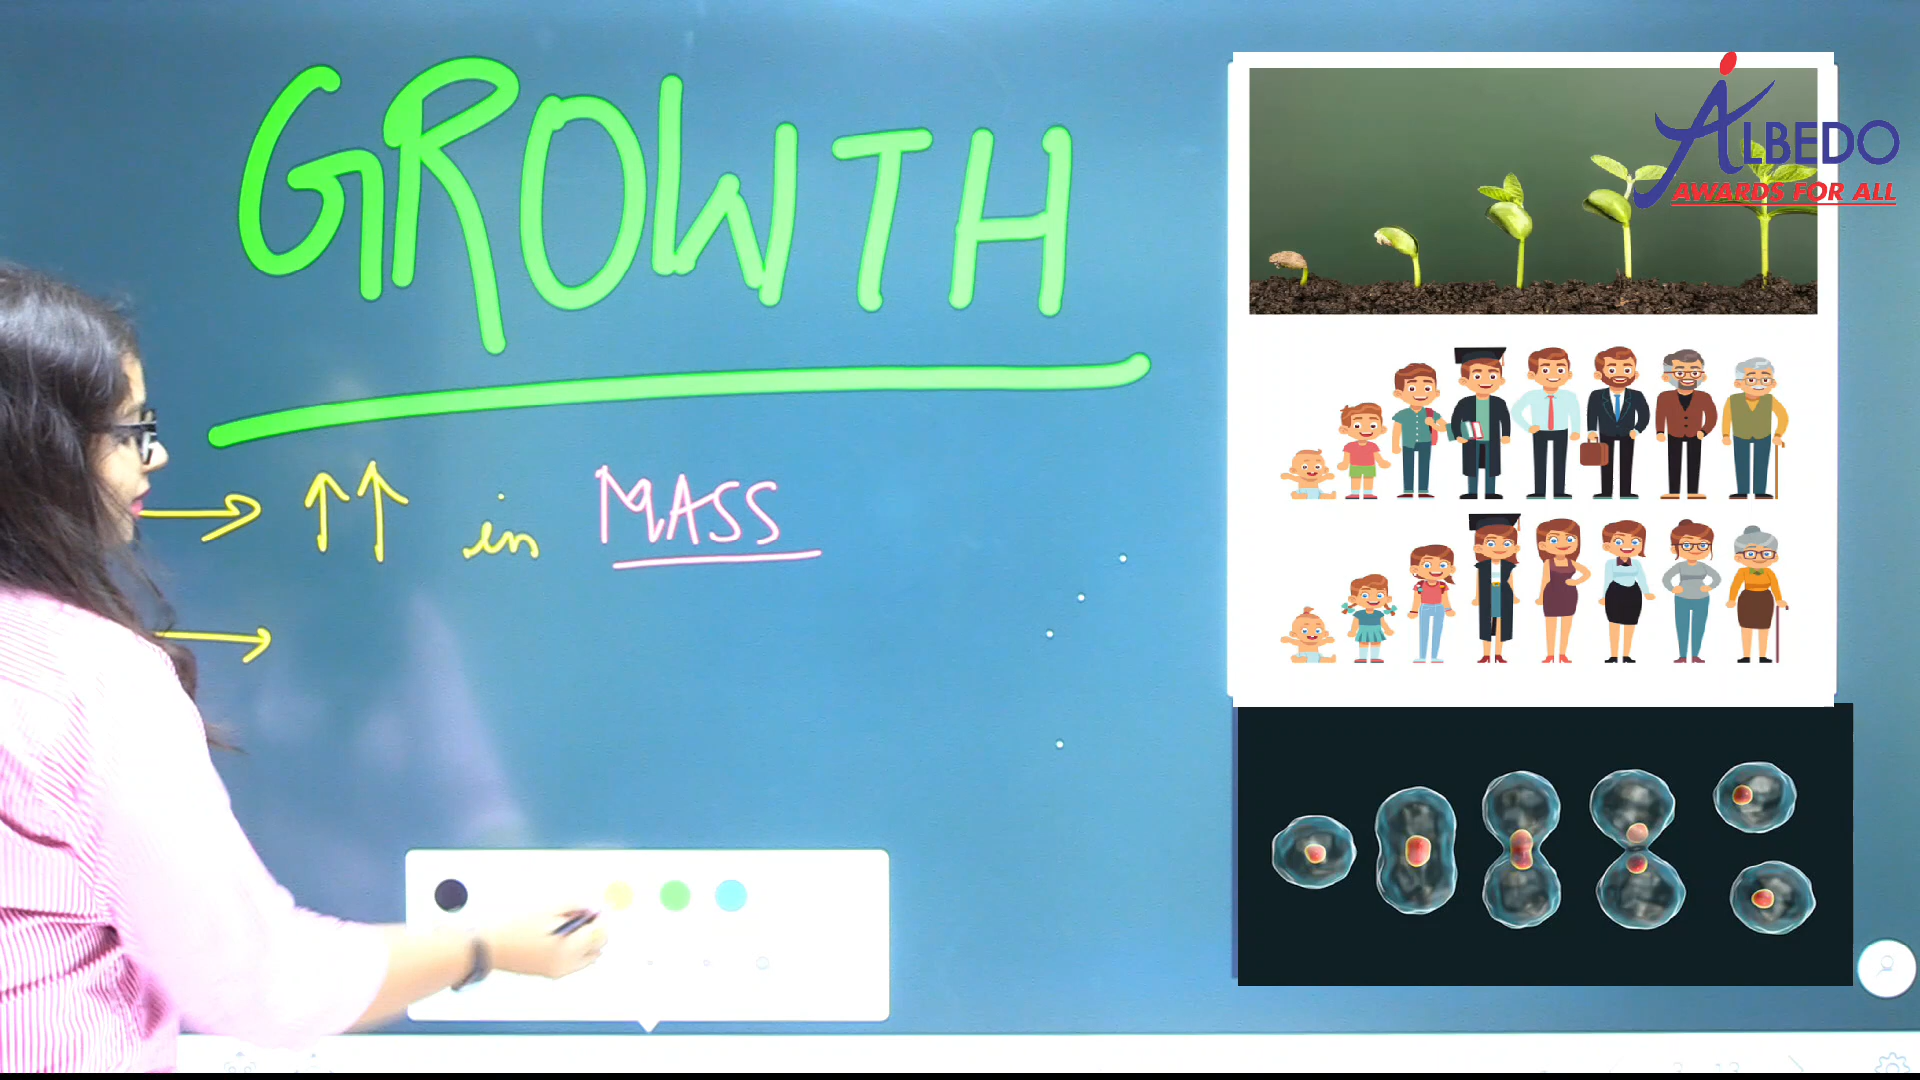 GROWTH
→ ↑↑ in MASS
→
ALBEDO
AWARDS FOR ALL